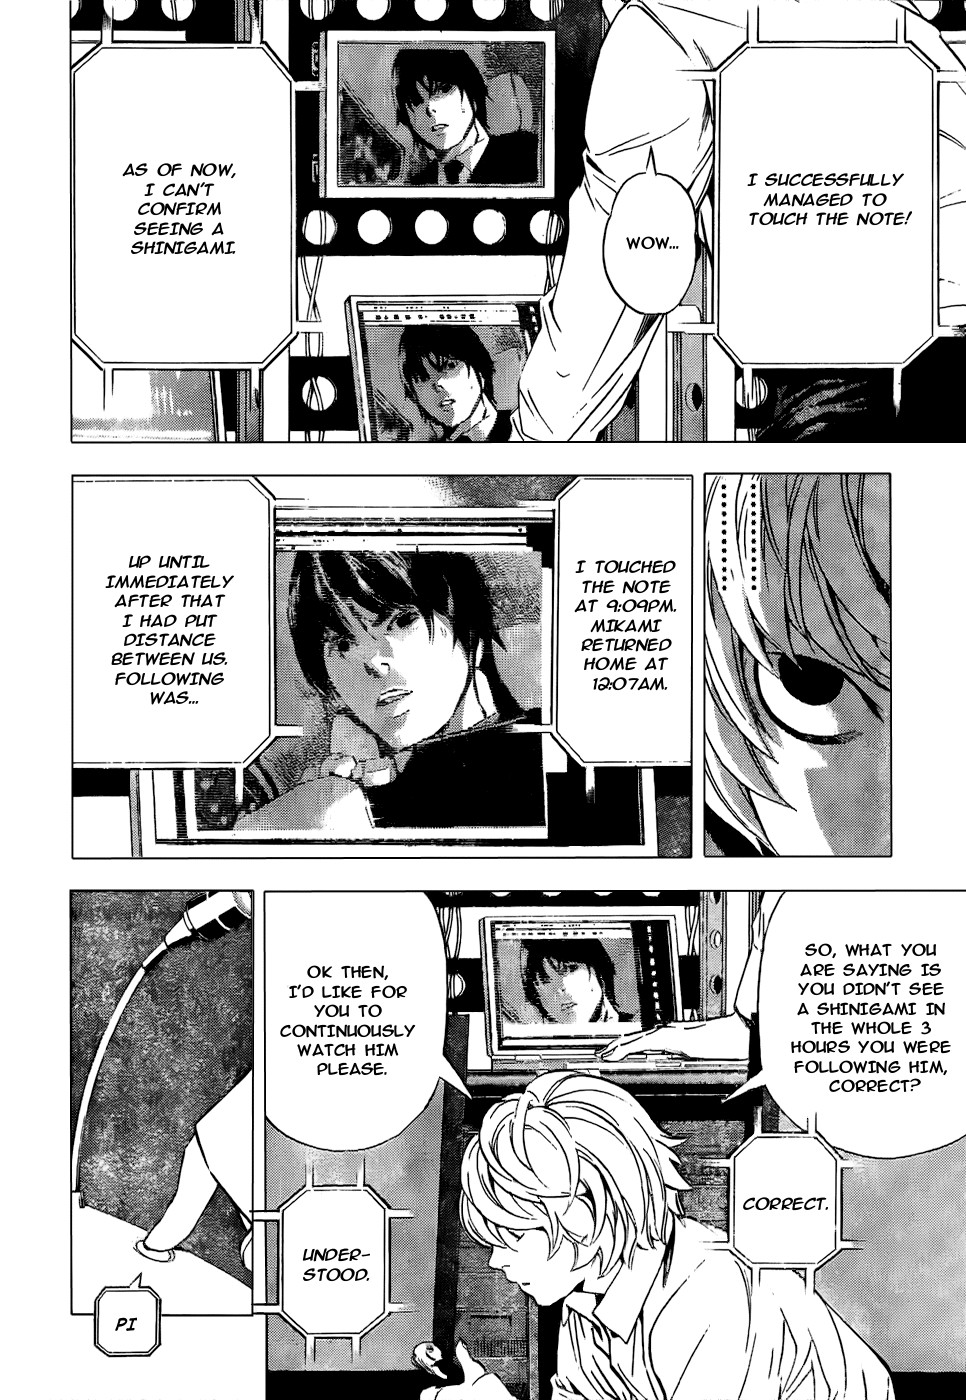 I SUCCESSFULLY
MANAGED TO
TOUCH THE NOTE!
WOW...
AS OF NOW,
I CAN'T
CONFIRM
SEEING A
SHINIGAMI.
I TOUCHED
THE NOTE
AT 9:09PM.
MIKAMI
RETURNED
HOME AT
12:07AM.
UP UNTIL
IMMEDIATELY
AFTER THAT
I HAD PUT
DISTANCE
BETWEEN US.
FOLLOWING
WAS...
SO, WHAT YOU
ARE SAYING IS
YOU DIDN'T SEE
A SHINIGAMI IN
THE WHOLE 3
HOURS YOU WERE
FOLLOWING HIM,
CORRECT?
CORRECT.
OK THEN,
I'D LIKE FOR
YOU TO
CONTINUOUSLY
WATCH HIM
PLEASE.
UNDER-
STOOD.
PI